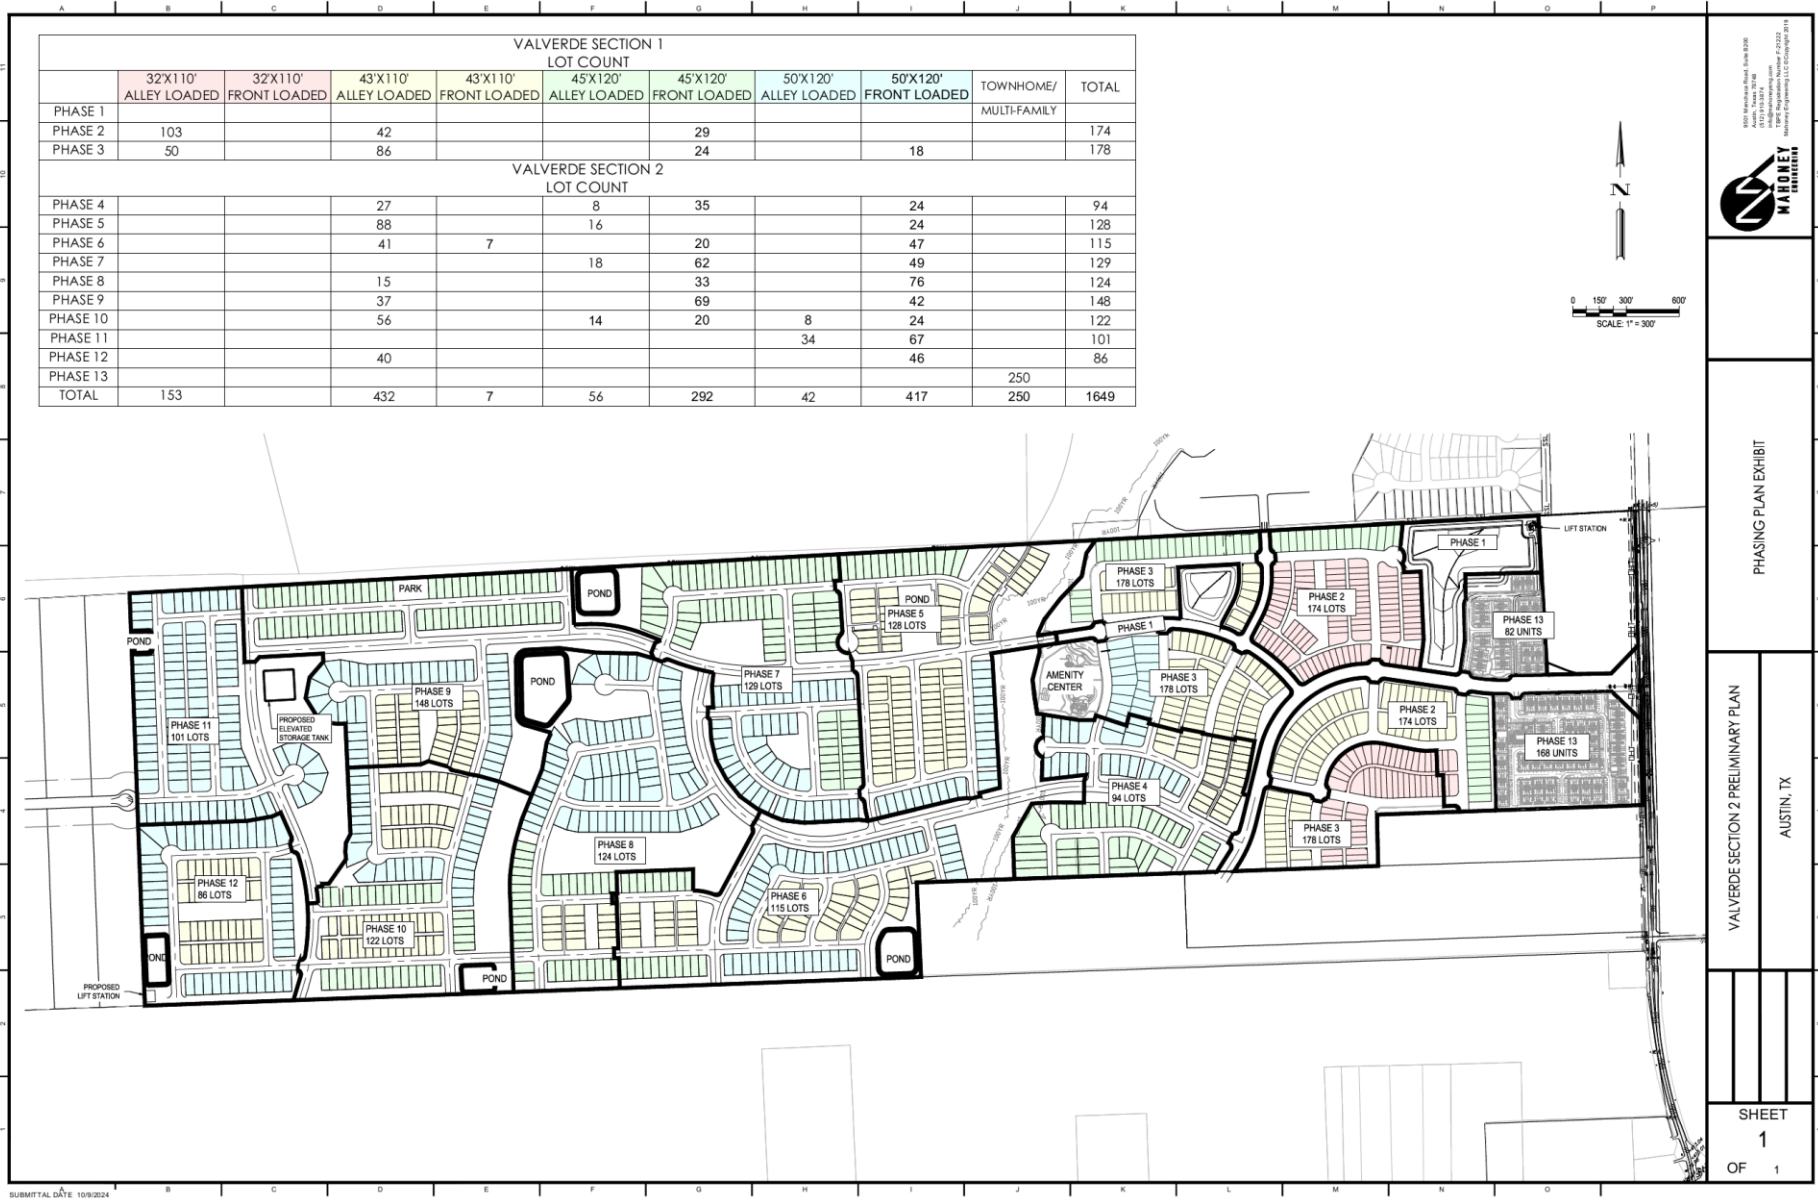 VALVERDE SECTION 1
LOT COUNT
32'X110' ALLEY LOADED 32'X110' FRONT LOADED 43'X110' ALLEY LOADED 43'X110' FRONT LOADED 45'X120' ALLEY LOADED 45'X120' FRONT LOADED 50'X120' ALLEY LOADED 50'X120' FRONT LOADED TOWNHOME/ MULTI-FAMILY TOTAL
PHASE 1
PHASE 2 103 42 29 174
PHASE 3 50 86 24 18 178
VALVERDE SECTION 2
LOT COUNT
PHASE 4 27 8 35 24 94
PHASE 5 88 16 24 128
PHASE 6 41 7 20 47 115
PHASE 7 18 62 49 129
PHASE 8 15 33 76 124
PHASE 9 37 69 42 148
PHASE 10 56 14 20 8 24 122
PHASE 11 34 67 101
PHASE 12 40 46 86
PHASE 13 250
TOTAL 153 432 7 56 292 42 417 250 1649
N
0 150' 300' 600'
SCALE: 1" = 300'
LIFT STATION
PHASE 1
PHASE 3
178 LOTS
PHASE 2
174 LOTS
PHASE 13
82 UNITS
PARK
POND
POND
PHASE 5
128 LOTS
PHASE 1
POND
AMENITY
CENTER
PHASE 3
178 LOTS
PHASE 7
129 LOTS
POND
PHASE 9
148 LOTS
PHASE 2
174 LOTS
PHASE 11
101 LOTS
PROPOSED
ELEVATED
STORAGE TANK
PHASE 13
168 UNITS
PHASE 4
94 LOTS
PHASE 3
178 LOTS
PHASE 8
124 LOTS
PHASE 12
86 LOTS
PHASE 6
115 LOTS
PHASE 10
122 LOTS
POND
POND
POND
PROPOSED
LIFT STATION
100YR
100YR
100YR
100YR
100YR
MAHONEY
ENGINEERING
PHASING PLAN EXHIBIT
VALVERDE SECTION 2 PRELIMINARY PLAN
AUSTIN, TX
SHEET
1
OF 1
SUBMITTAL DATE 10/9/2024